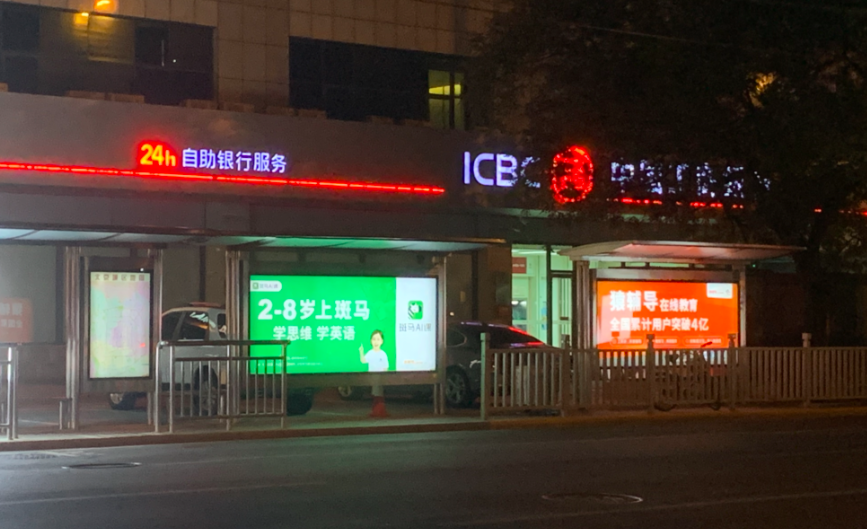 24h 自助银行服务
ICBC
2-8岁上斑马
学思维 学英语
斑马AI课
猿辅导 在线教育
全国累计用户突破4亿